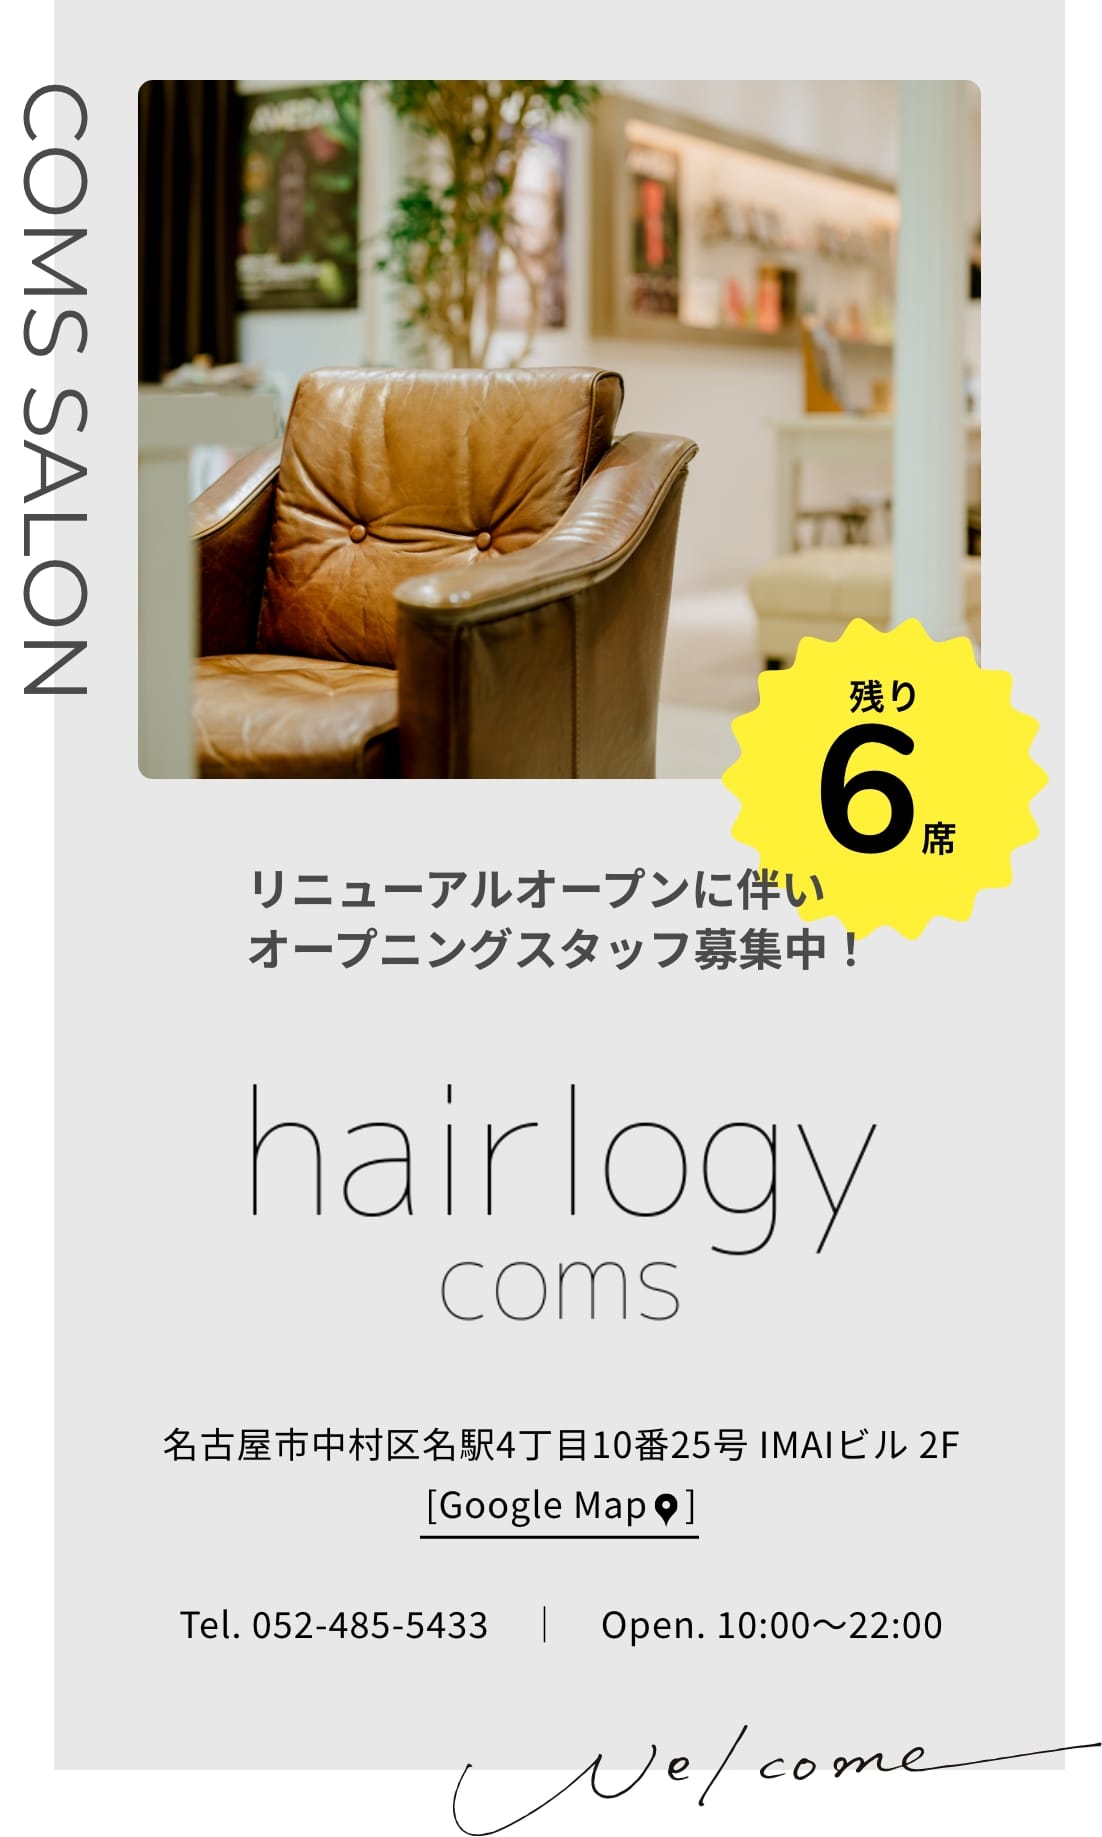 COMS SALON
残り
6席
リニューアルオープンに伴い
オープニングスタッフ募集中！
hairlogy
coms
名古屋市中村区名駅4丁目10番25号 IMAIビル 2F
[Google Map]
Tel. 052-485-5433 | Open. 10:00〜22:00
Welcome